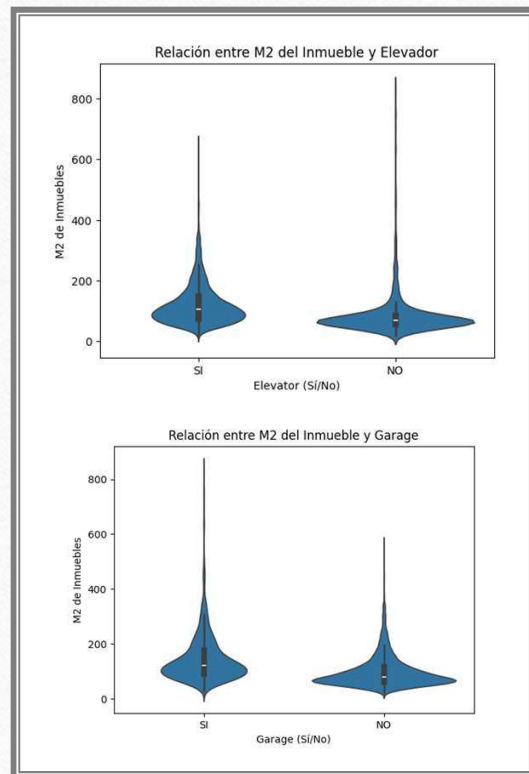 Relación entre M2 del Inmueble y Elevador
M2 de Inmuebles
800
600
400
200
0
SI
NO
Elevator (Sí/No)
Relación entre M2 del Inmueble y Garage
M2 de Inmuebles
800
600
400
200
0
SI
NO
Garage (Sí/No)